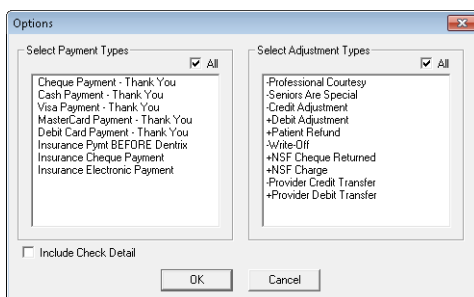 Options
Select Payment Types
All
Cheque Payment - Thank You
Cash Payment - Thank You
Visa Payment - Thank You
MasterCard Payment - Thank You
Debit Card Payment - Thank You
Insurance Pymt BEFORE Dentrix
Insurance Cheque Payment
Insurance Electronic Payment
Select Adjustment Types
All
-Professional Courtesy
-Seniors Are Special
-Credit Adjustment
+Debit Adjustment
+Patient Refund
-Write-Off
+NSF Cheque Returned
+NSF Charge
-Provider Credit Transfer
+Provider Debit Transfer
Include Check Detail
OK
Cancel